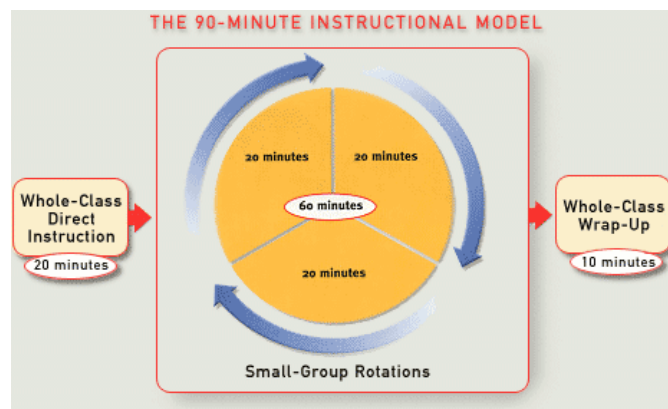 THE 90-MINUTE INSTRUCTIONAL MODEL
Whole-Class
Direct
Instruction
20 minutes
20 minutes
20 minutes
60 minutes
20 minutes
Small-Group Rotations
Whole-Class
Wrap-Up
10 minutes